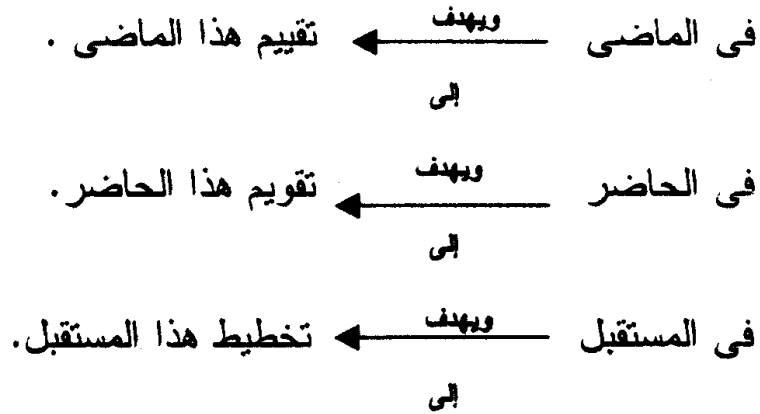 فى الماضى ويهدف إلى تقييم هذا الماضى .
فى الحاضر ويهدف إلى تقويم هذا الحاضر .
فى المستقبل ويهدف إلى تخطيط هذا المستقبل .